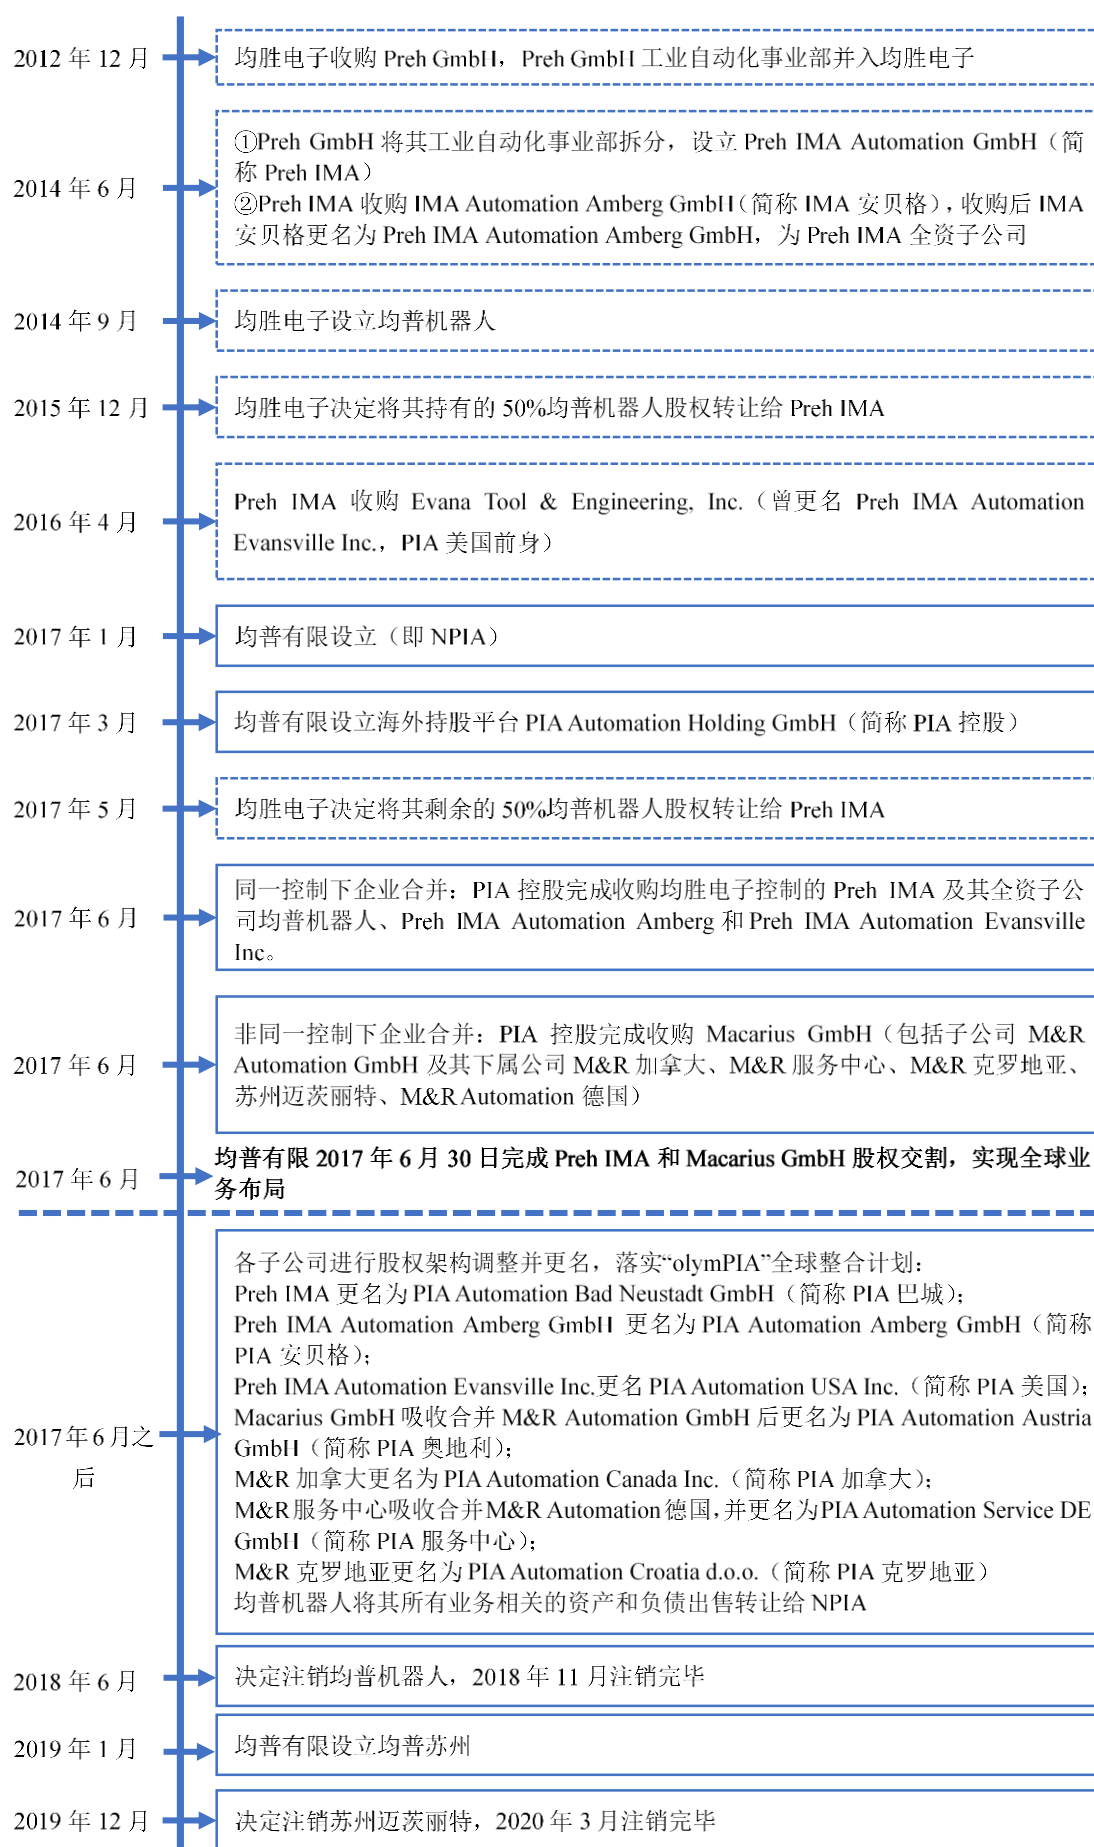 2012 年 12 月
均胜电子收购 Preh GmbH，Preh GmbH 工业自动化事业部并入均胜电子
2014 年 6 月
①Preh GmbH 将其工业自动化事业部拆分，设立 Preh IMA Automation GmbH（简
称 Preh IMA）
②Preh IMA 收购 IMA Automation Amberg GmbH（简称 IMA 安贝格），收购后 IMA
安贝格更名为 Preh IMA Automation Amberg GmbH，为 Preh IMA 全资子公司
2014 年 9 月
均胜电子设立均普机器人
2015 年 12 月
均胜电子决定将其持有的 50%均普机器人股权转让给 Preh IMA
2016 年 4 月
Preh IMA 收购 Evana Tool & Engineering, Inc.（曾更名 Preh IMA Automation
Evansville Inc.，PIA 美国前身）
2017 年 1 月
均普有限设立（即 NPIA）
2017 年 3 月
均普有限设立海外持股平台 PIA Automation Holding GmbH（简称 PIA 控股）
2017 年 5 月
均胜电子决定将其剩余的 50%均普机器人股权转让给 Preh IMA
2017 年 6 月
同一控制下企业合并：PIA 控股完成收购均胜电子控制的 Preh IMA 及其全资子公
司均普机器人、Preh IMA Automation Amberg 和 Preh IMA Automation Evansville
Inc。
2017 年 6 月
非同一控制下企业合并：PIA 控股完成收购 Macarius GmbH（包括子公司 M&R
Automation GmbH 及其下属公司 M&R 加拿大、M&R 服务中心、M&R 克罗地亚、
苏州迈茨丽特、M&R Automation 德国）
2017 年 6 月
均普有限 2017 年 6 月 30 日完成 Preh IMA 和 Macarius GmbH 股权交割，实现全球业
务布局
2017 年 6 月之
后
各子公司进行股权架构调整并更名，落实“olymPIA”全球整合计划：
Preh IMA 更名为 PIA Automation Bad Neustadt GmbH（简称 PIA 巴城）；
Preh IMA Automation Amberg GmbH 更名为 PIA Automation Amberg GmbH（简称
PIA 安贝格）；
Preh IMA Automation Evansville Inc.更名 PIA Automation USA Inc.（简称 PIA 美国）；
Macarius GmbH 吸收合并 M&R Automation GmbH 后更名为 PIA Automation Austria
GmbH（简称 PIA 奥地利）；
M&R 加拿大更名为 PIA Automation Canada Inc.（简称 PIA 加拿大）；
M&R 服务中心吸收合并 M&R Automation 德国，并更名为 PIA Automation Service DE
GmbH（简称 PIA 服务中心）；
M&R 克罗地亚更名为 PIA Automation Croatia d.o.o.（简称 PIA 克罗地亚）
均普机器人将其所有业务相关的资产和负债出售转让给 NPIA
2018 年 6 月
决定注销均普机器人，2018 年 11 月注销完毕
2019 年 1 月
均普有限设立均普苏州
2019 年 12 月
决定注销苏州迈茨丽特，2020 年 3 月注销完毕